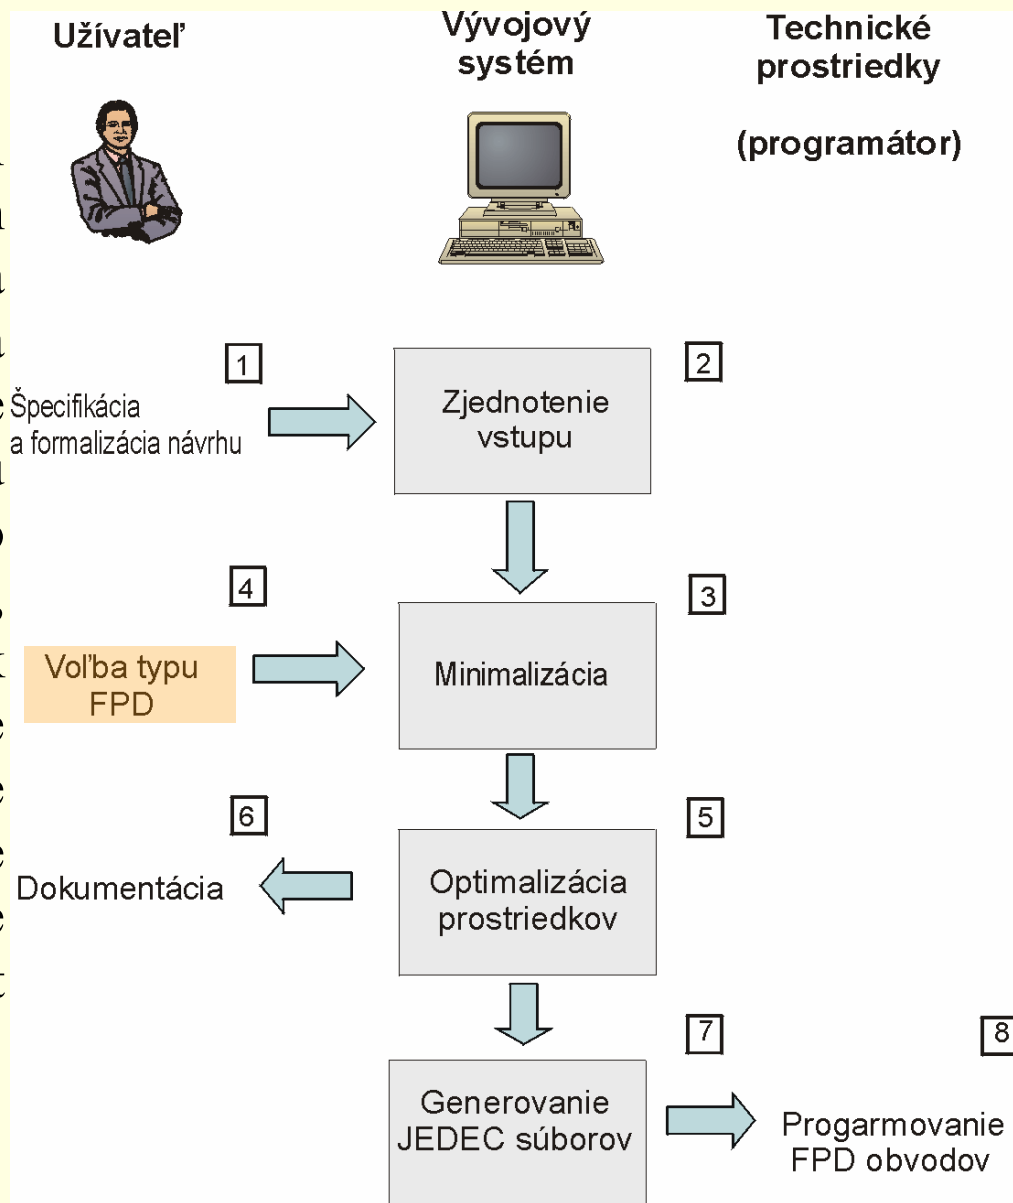 Užívateľ
Vývojový
systém
Technické
prostriedky
(programátor)
1
2
Špecifikácia
a formalizácia návrhu
Zjednotenie
vstupu
4
3
Voľba typu
FPD
Minimalizácia
6
5
Dokumentácia
Optimalizácia
prostriedkov
7
8
Generovanie
JEDEC súborov
Progarmovanie
FPD obvodov